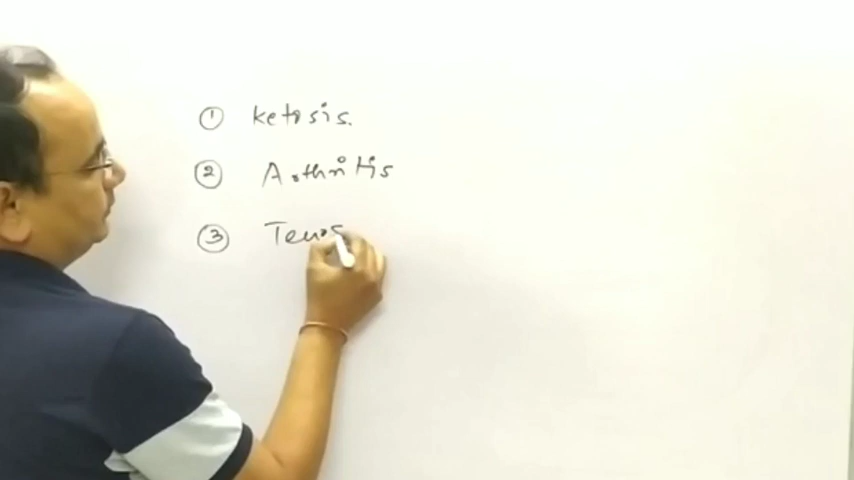 ① Ketosis.
② Arthritis
③